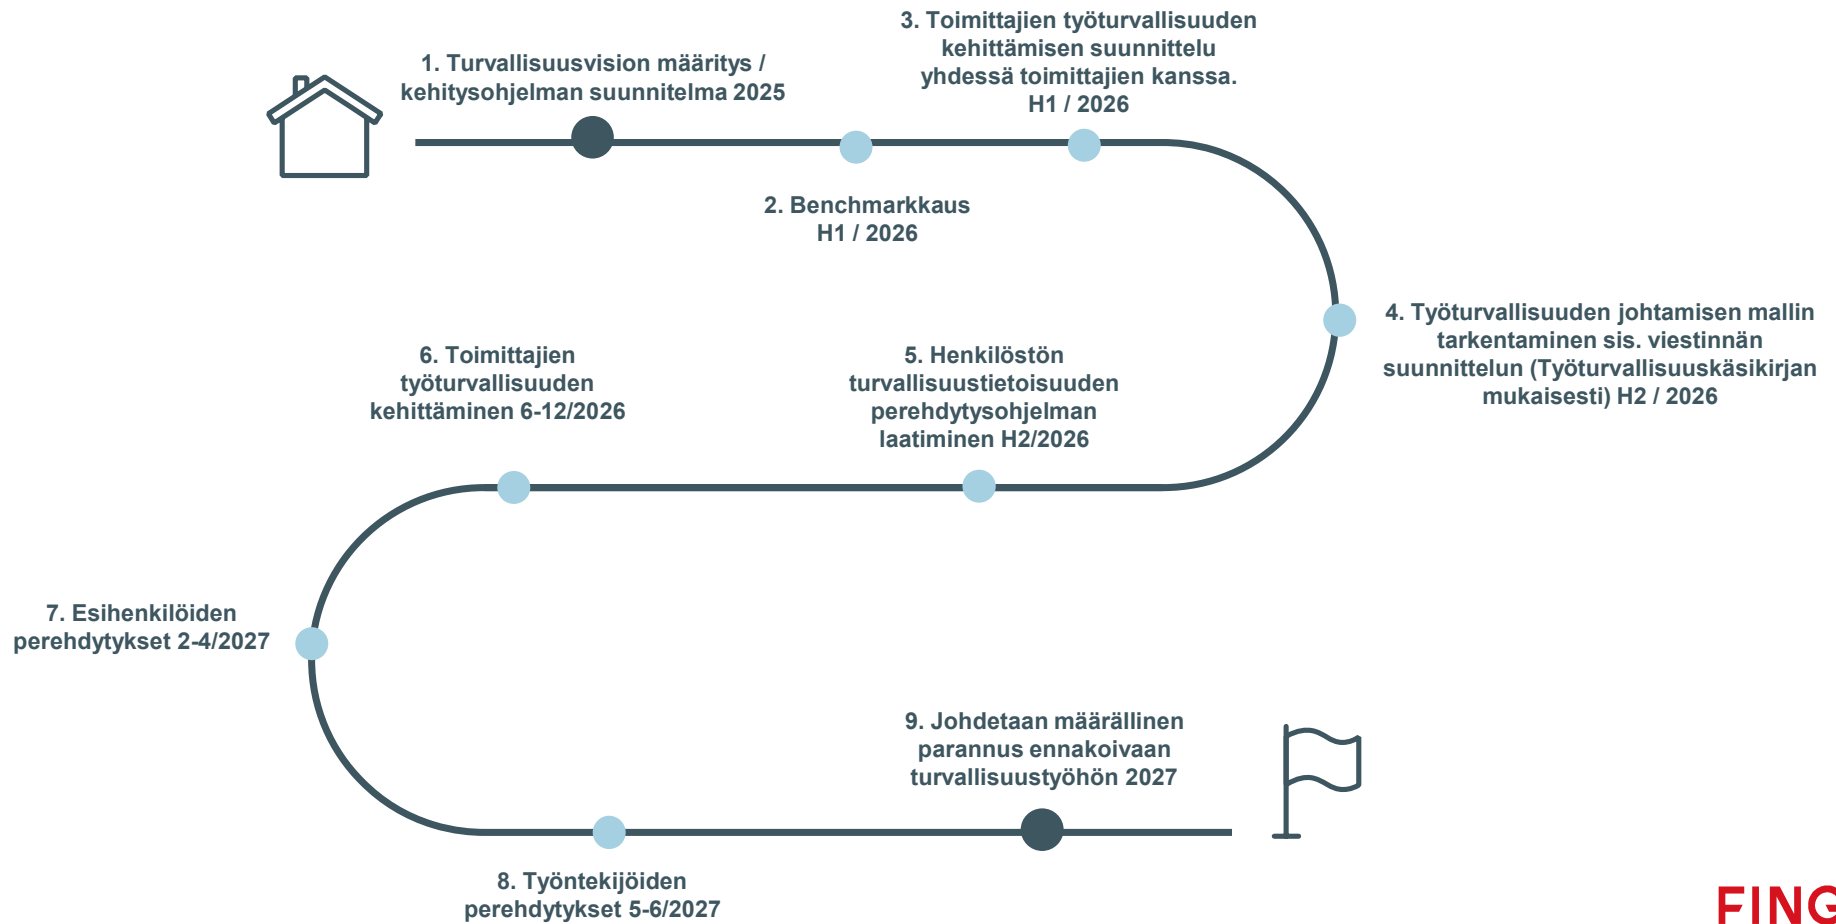 1. Turvallisuusvision määritys /
kehitysohjelman suunnitelma 2025
2. Benchmarkkaus
H1 / 2026
3. Toimittajien työturvallisuuden
kehittämisen suunnittelu
yhdessä toimittajien kanssa.
H1 / 2026
4. Työturvallisuuden johtamisen mallin
tarkentaminen sis. viestinnän
suunnittelun (Työturvallisuuskäsikirjan
mukaisesti) H2 / 2026
5. Henkilöstön
turvallisuustietoisuuden
perehdytysohjelman
laatiminen H2/2026
6. Toimittajien
työturvallisuuden
kehittäminen 6-12/2026
7. Esihenkilöiden
perehdytykset 2-4/2027
8. Työntekijöiden
perehdytykset 5-6/2027
9. Johdetaan määrällinen
parannus ennakoivaan
turvallisuustyöhön 2027
FING